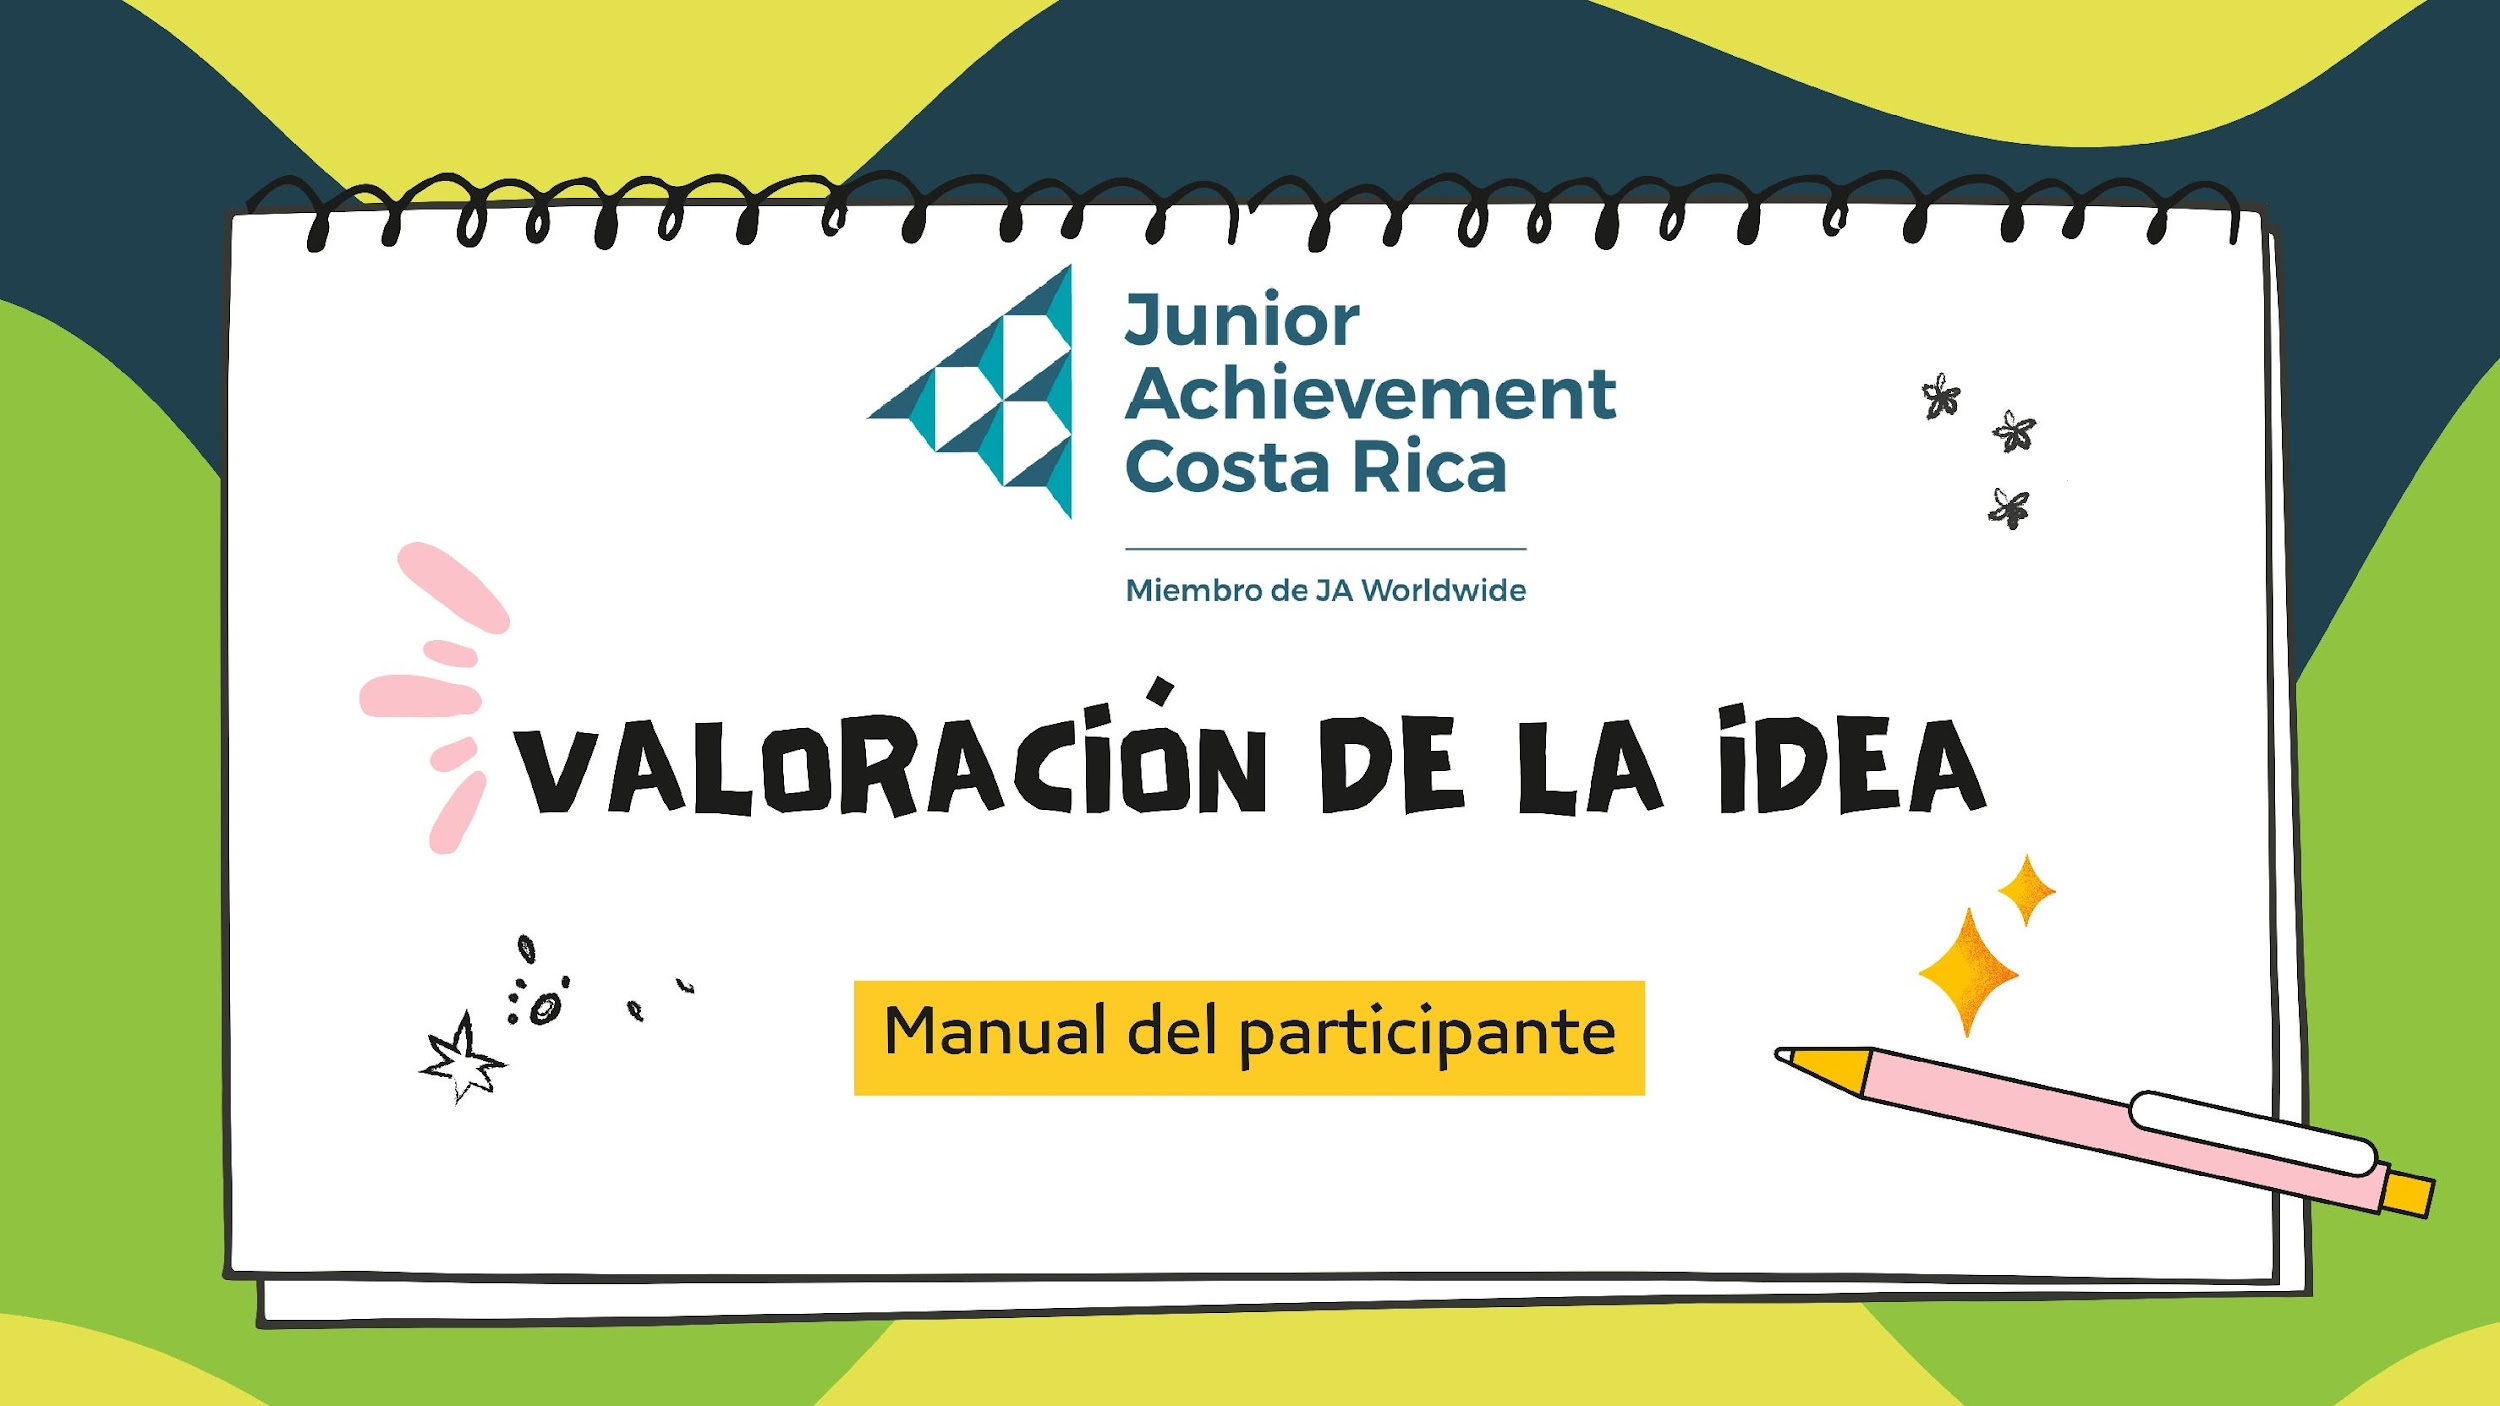 Junior
Achievement
Costa Rica
Miembro de JA Worldwide
VALORACIÓN DE LA IDEA
Manual del participante